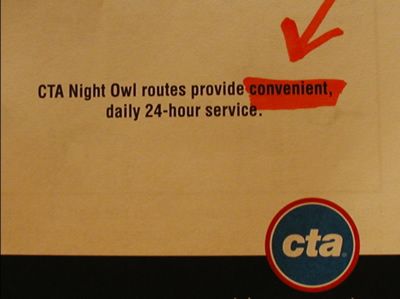 CTA Night Owl routes provide convenient,
daily 24-hour service.
cta